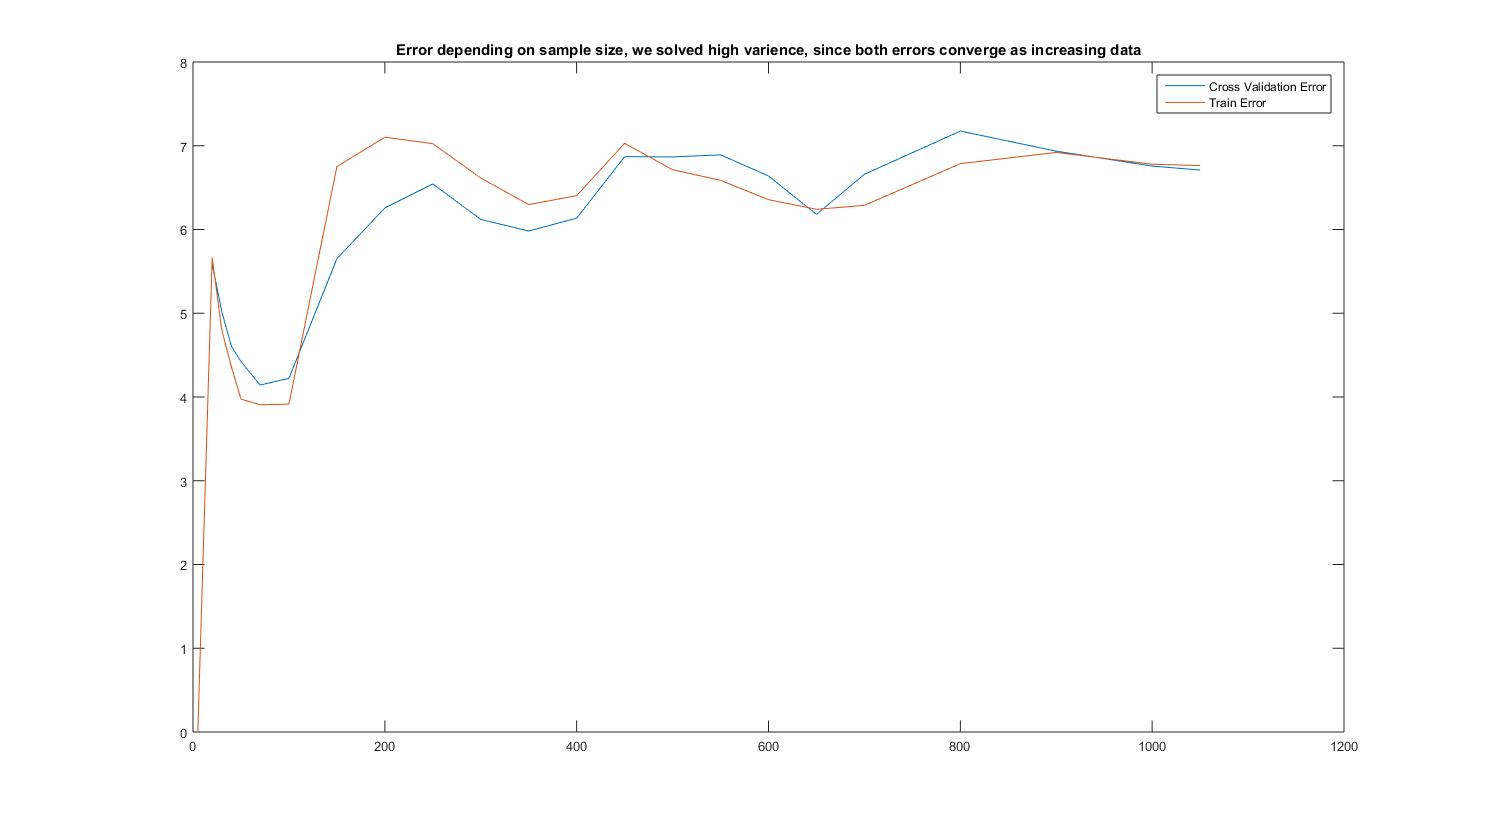 Error depending on sample size, we solved high varience, since both errors converge as increasing data
8
Cross Validation Error
Train Error
7
6
5
4
3
2
1
0
0 200 400 600 800 1000 1200